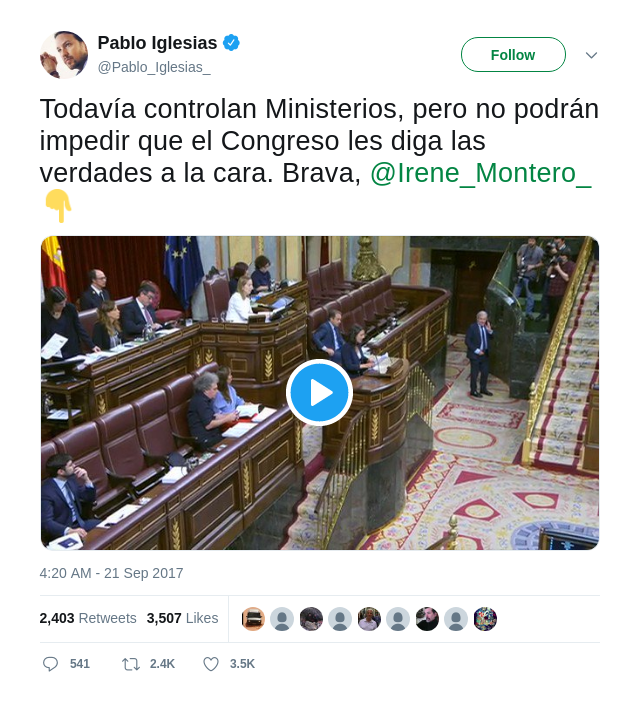 Pablo Iglesias
@Pablo_Iglesias_
Follow
Todavía controlan Ministerios, pero no podrán
impedir que el Congreso les diga las
verdades a la cara. Brava, @Irene_Montero_
👇
4:20 AM - 21 Sep 2017
2,403 Retweets 3,507 Likes
541 2.4K 3.5K